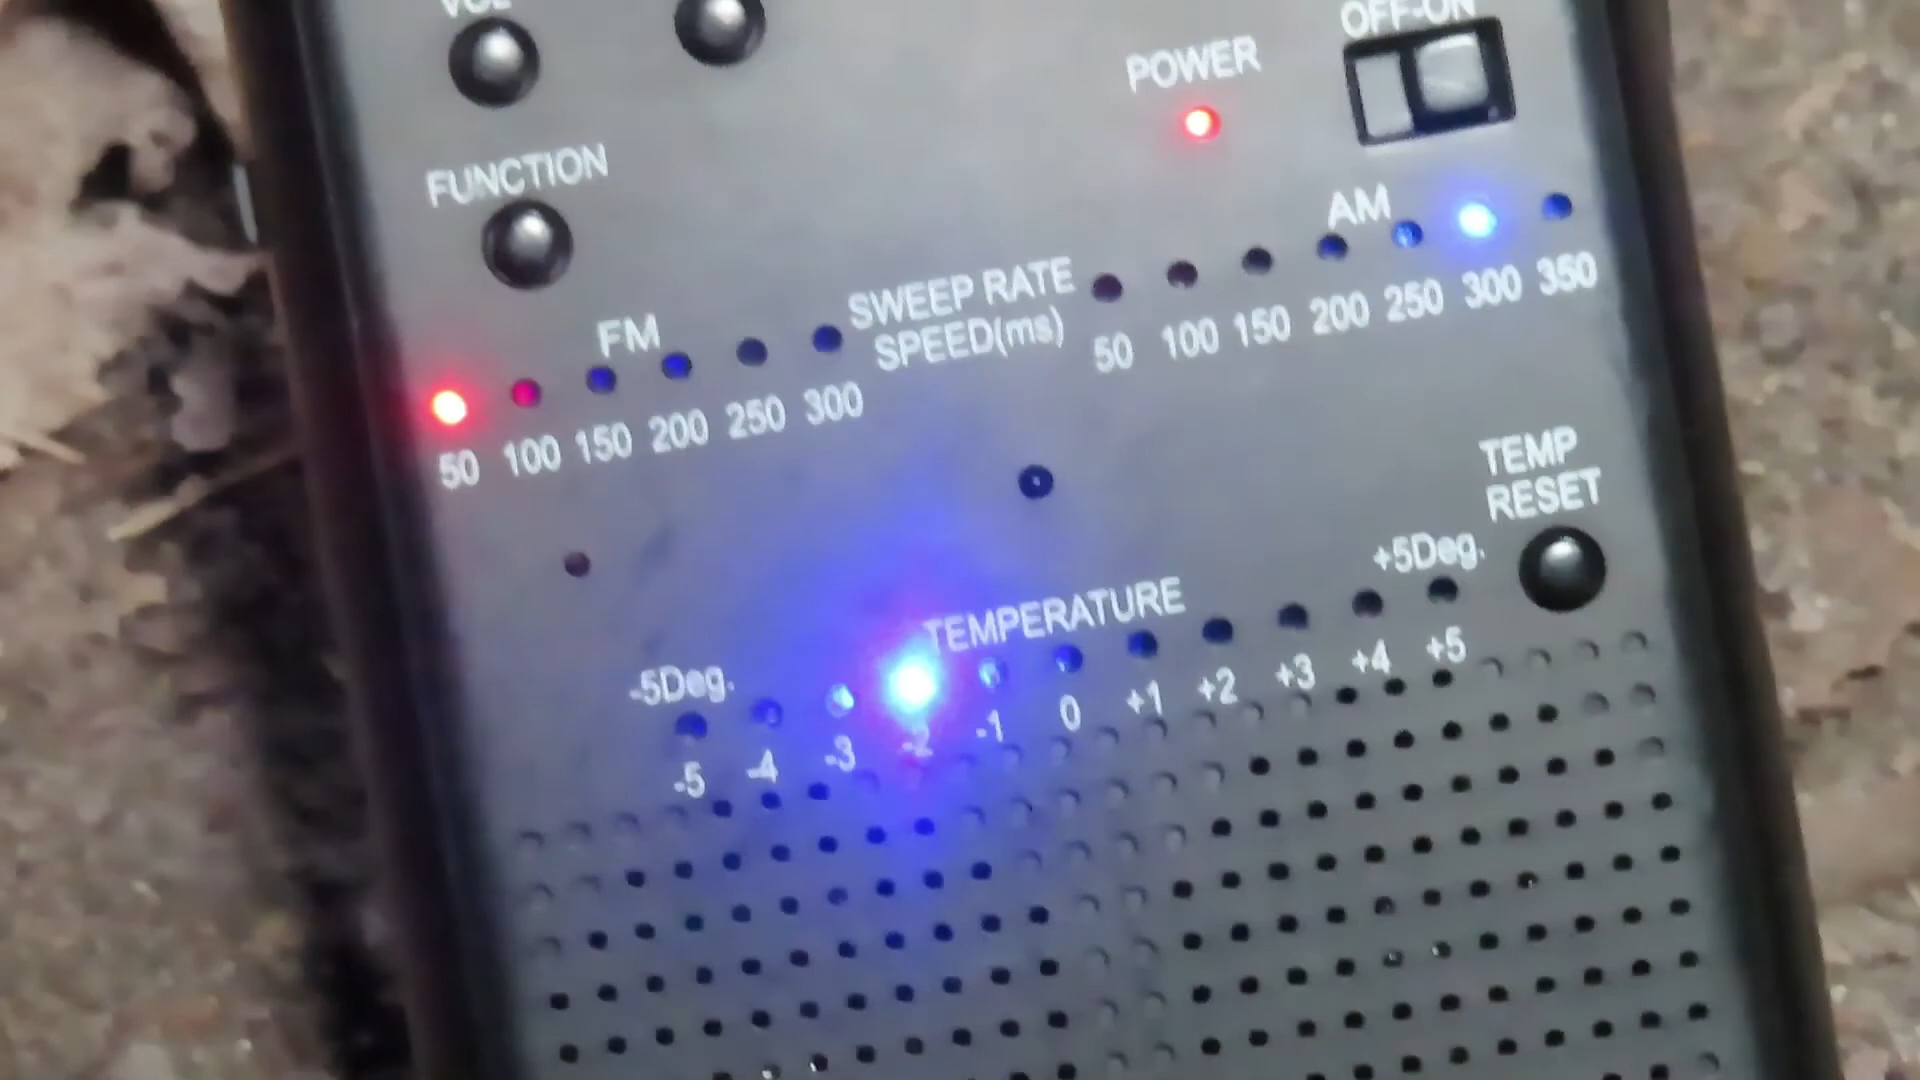 VOL
OFF-ON
POWER
FUNCTION
AM
SWEEP RATE
SPEED(ms)
FM
50 100 150 200 250 300 350
50 100 150 200 250 300
TEMP
RESET
+5Deg.
TEMPERATURE
-5Deg.
-5 -4 -3 -2 -1 0 +1 +2 +3 +4 +5